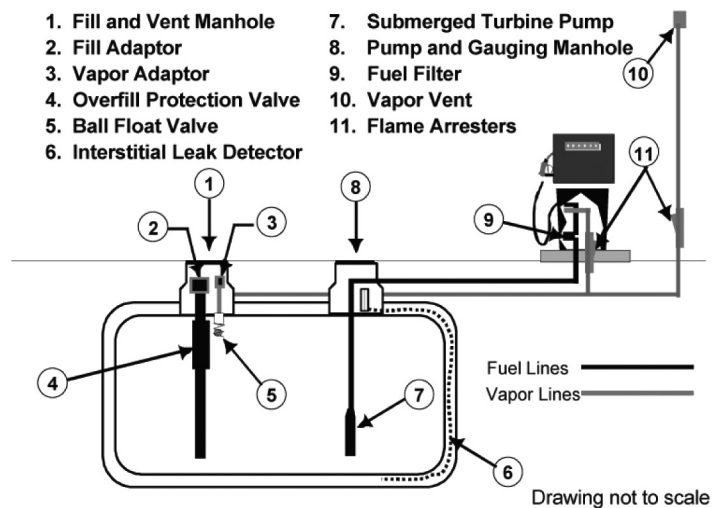 1. Fill and Vent Manhole
2. Fill Adaptor
3. Vapor Adaptor
4. Overfill Protection Valve
5. Ball Float Valve
6. Interstitial Leak Detector
7. Submerged Turbine Pump
8. Pump and Gauging Manhole
9. Fuel Filter
10. Vapor Vent
11. Flame Arresters
10
11
1
8
2
3
9
4
5
7
6
Fuel Lines
Vapor Lines
Drawing not to scale